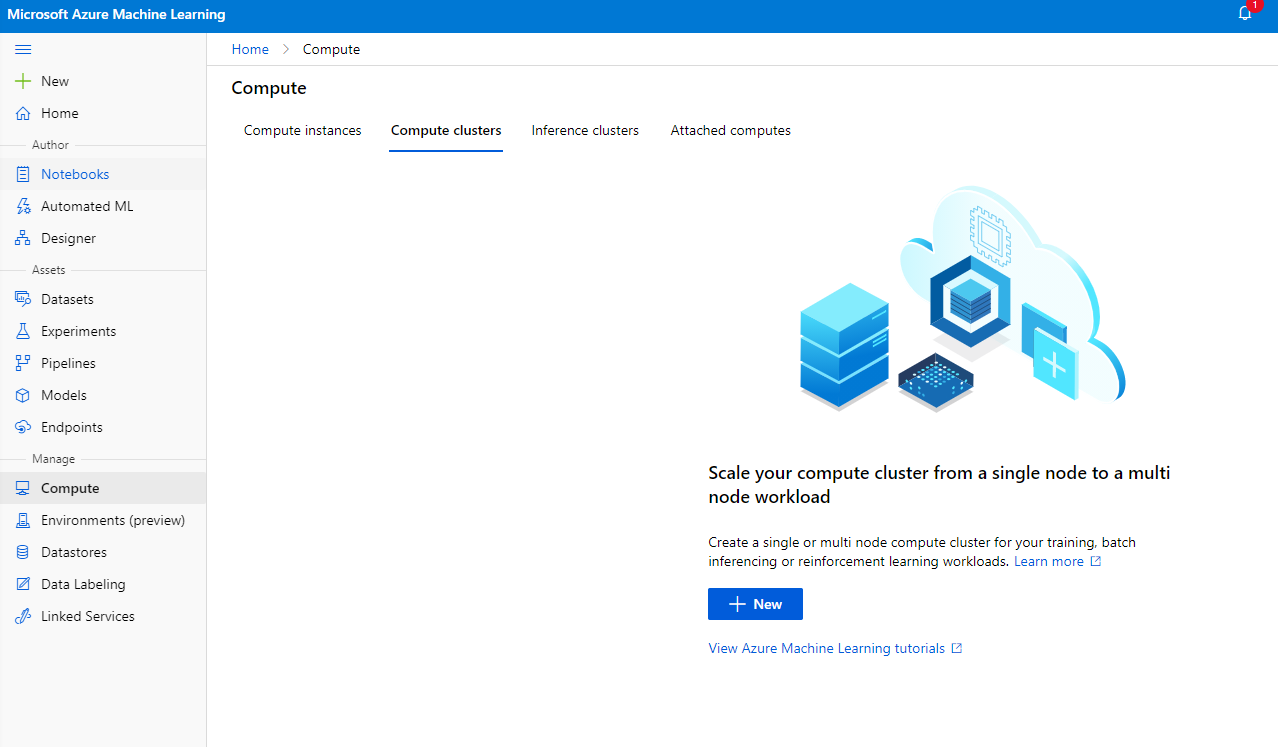 Microsoft Azure Machine Learning
1
Home
Compute
New
Home
Author
Notebooks
Automated ML
Designer
Assets
Datasets
Experiments
Pipelines
Models
Endpoints
Manage
Compute
Environments (preview)
Datastores
Data Labeling
Linked Services
Compute
Compute instances
Compute clusters
Inference clusters
Attached computes
Scale your compute cluster from a single node to a multi
node workload
Create a single or multi node compute cluster for your training, batch
inferencing or reinforcement learning workloads. Learn more
New
View Azure Machine Learning tutorials